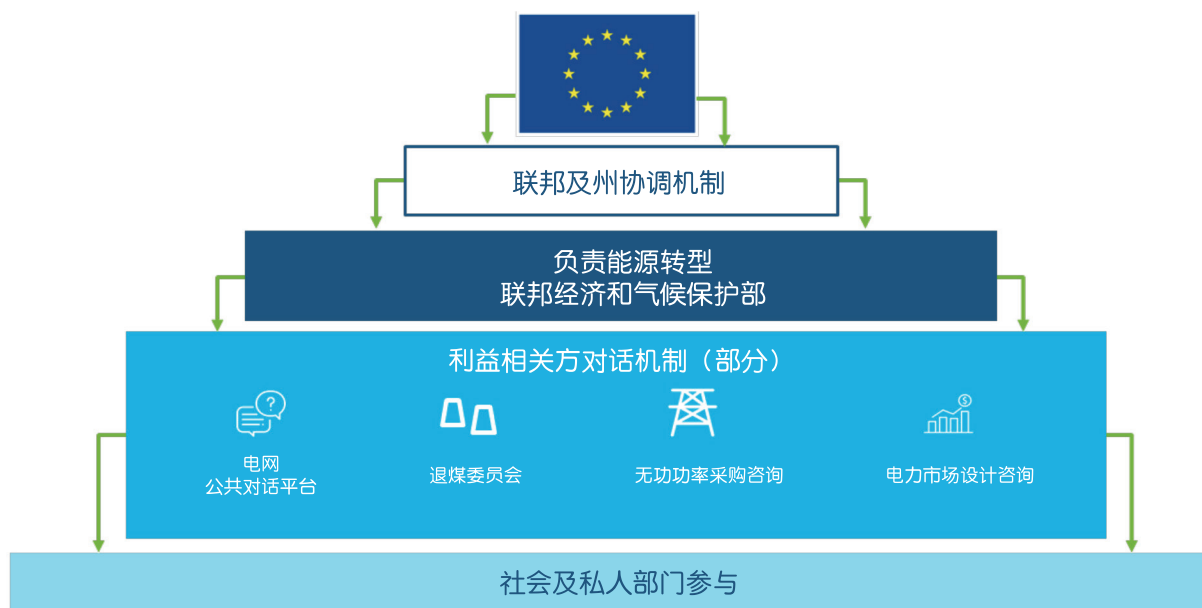 联邦及州协调机制
负责能源转型
联邦经济和气候保护部
利益相关方对话机制（部分）
?
$
电网
公共对话平台
退煤委员会
无功功率采购咨询
电力市场设计咨询
社会及私人部门参与